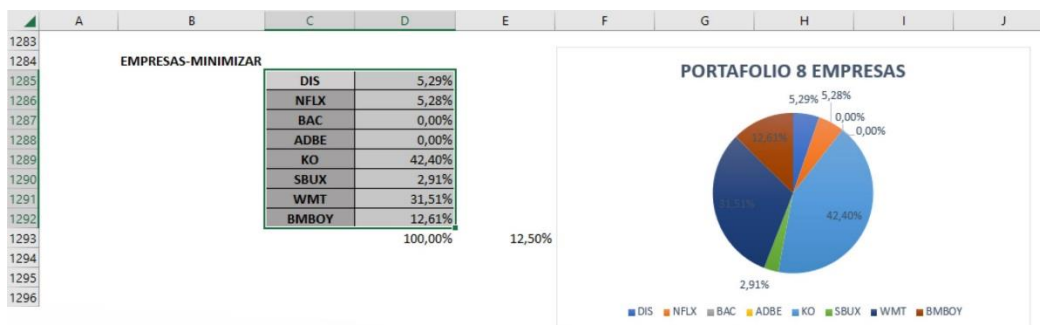 A B C D E F G H I J
1283
1284 EMPRESAS-MINIMIZAR
1285 DIS 5,29%
1286 NFLX 5,28%
1287 BAC 0,00%
1288 ADBE 0,00%
1289 KO 42,40%
1290 SBUX 2,91%
1291 WMT 31,51%
1292 BMBOY 12,61%
1293 100,00% 12,50%
1294
1295
1296
PORTAFOLIO 8 EMPRESAS
5,29% 5,28%
0,00%
0,00%
12,61%
31,51%
42,40%
2,91%
DIS NFLX BAC ADBE KO SBUX WMT BMBOY